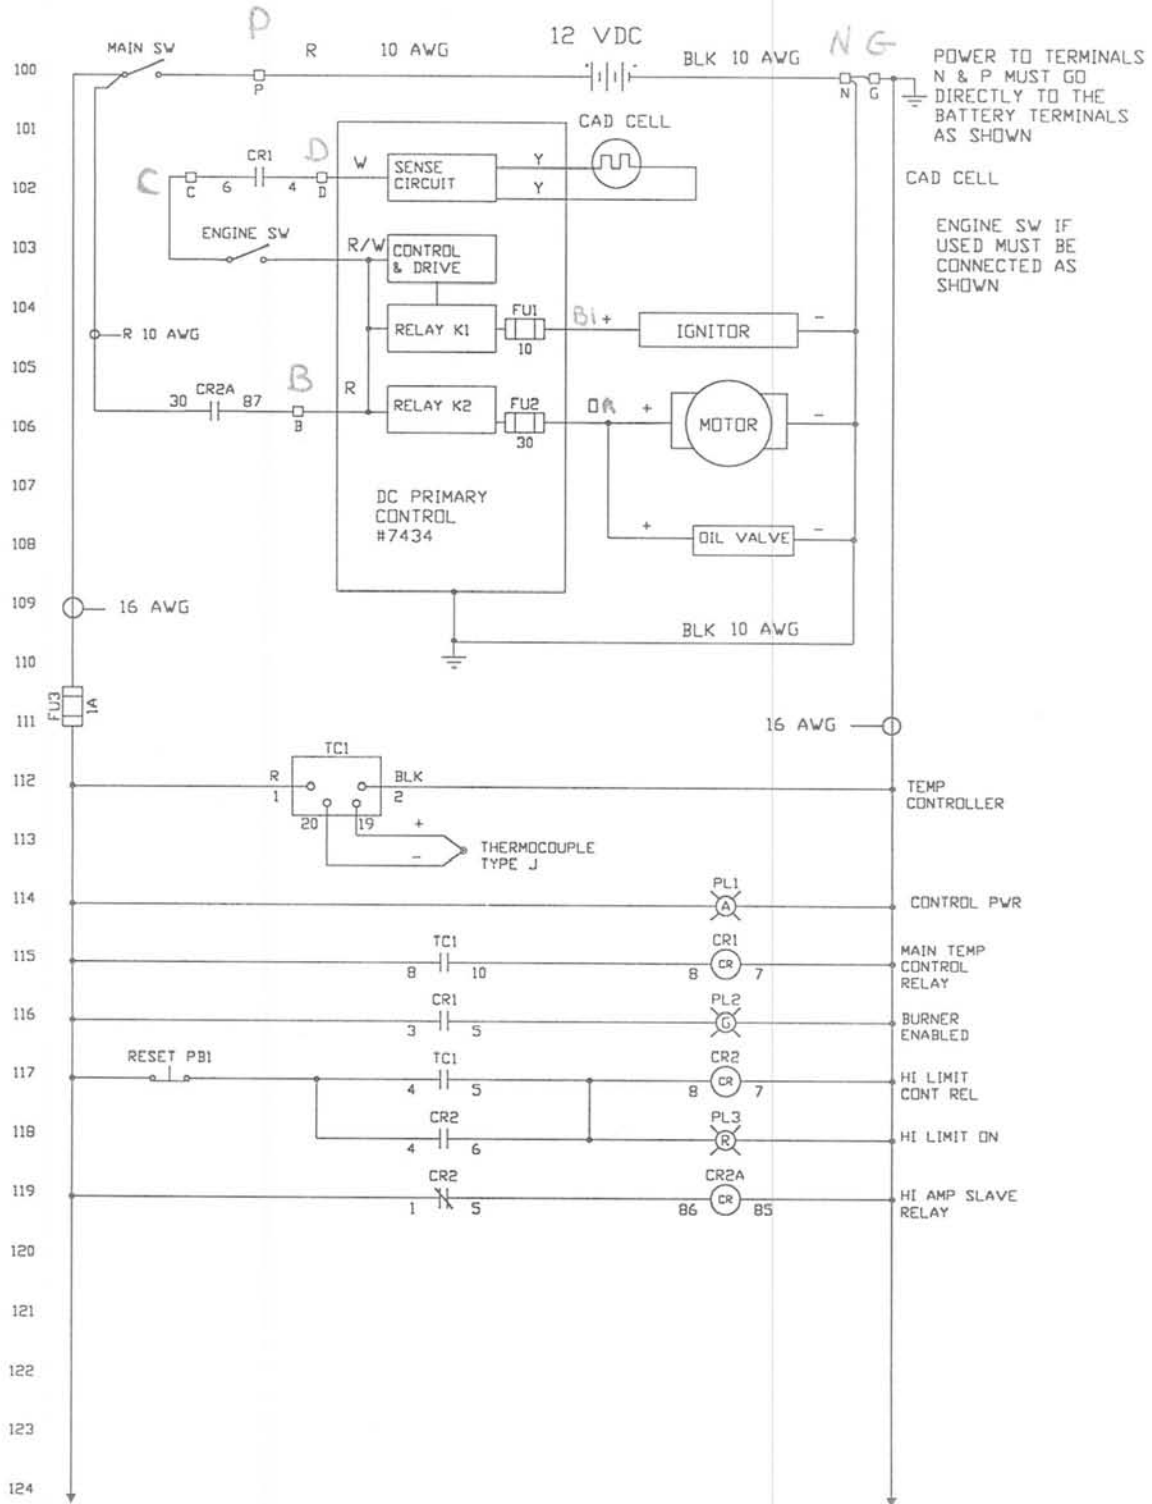 P
12 VDC
N G
MAIN SW
R
10 AWG
BLK 10 AWG
POWER TO TERMINALS
N & P MUST GO
DIRECTLY TO THE
BATTERY TERMINALS
AS SHOWN
100
P
N
G
101
CAD CELL
C
CR1
D
W
SENSE
CIRCUIT
Y
Y
CAD CELL
102
C
6
4
D
ENGINE SW IF
USED MUST BE
CONNECTED AS
SHOWN
103
ENGINE SW
R/W
CONTROL
& DRIVE
104
R 10 AWG
RELAY K1
FU1
10
B1 +
IGNITOR
-
105
CR2A
30
87
B
B
R
RELAY K2
FU2
30
OR
+
MOTOR
-
106
107
DC PRIMARY
CONTROL
#7434
+
OIL VALVE
-
108
109
16 AWG
BLK 10 AWG
110
FU3
1A
111
16 AWG
TC1
112
R
1
BLK
2
TEMP
CONTROLLER
20
19
+
113
-
THERMOCOUPLE
TYPE J
114
PL1
A
CONTROL PWR
115
TC1
8
10
CR1
8
CR
7
MAIN TEMP
CONTROL
RELAY
116
CR1
3
5
PL2
G
BURNER
ENABLED
117
RESET PB1
TC1
4
5
CR2
8
CR
7
HI LIMIT
CONT REL
118
CR2
4
6
PL3
R
HI LIMIT ON
119
CR2
1
5
CR2A
86
CR
85
HI AMP SLAVE
RELAY
120
121
122
123
124